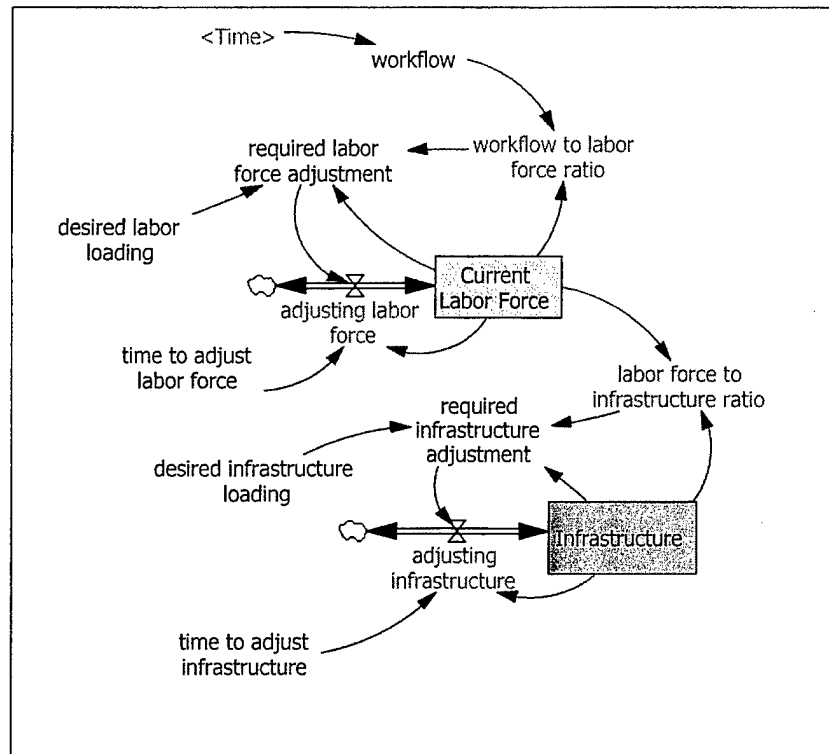 <Time>
workflow
required labor
force adjustment
workflow to labor
force ratio
desired labor
loading
Current
Labor Force
adjusting labor
force
time to adjust
labor force
labor force to
infrastructure ratio
required
infrastructure
adjustment
desired infrastructure
loading
Infrastructure
adjusting
infrastructure
time to adjust
infrastructure